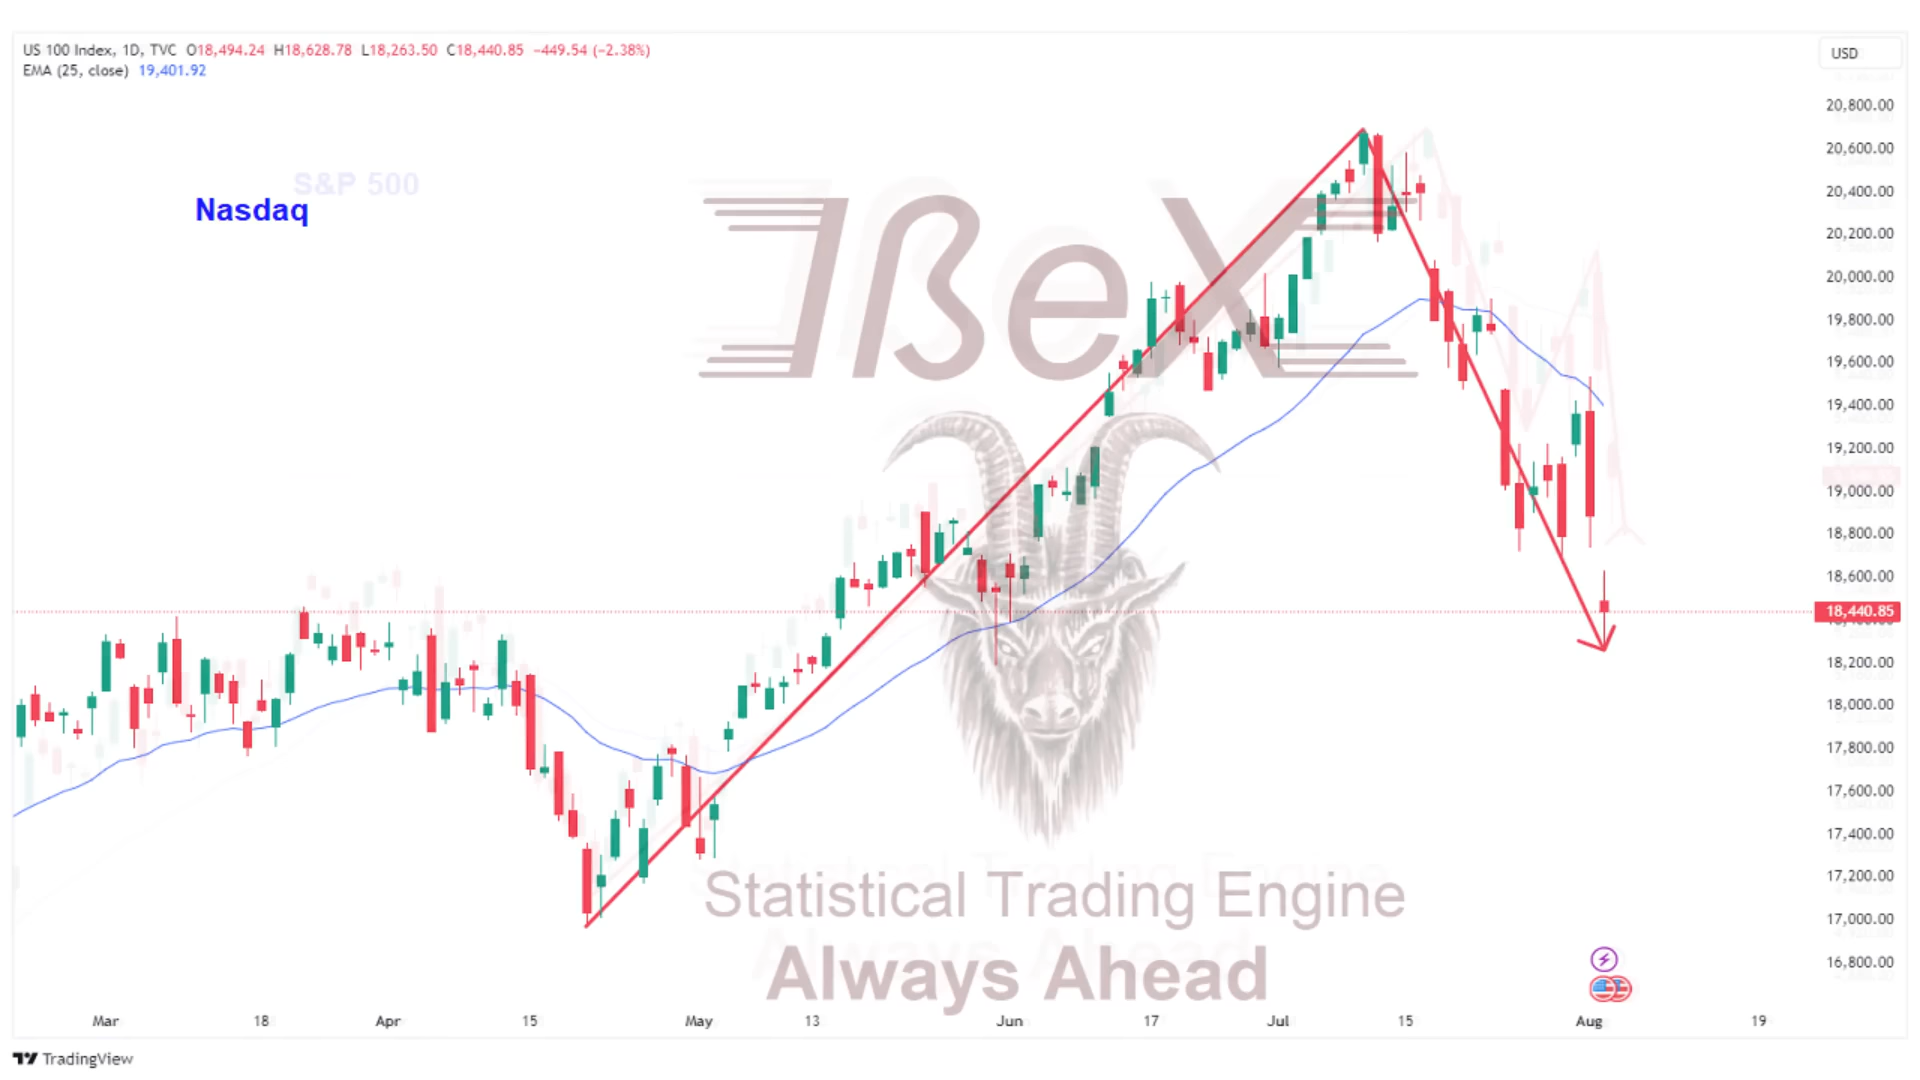 US 100 Index, 1D, TVC O18,494.24 H18,628.78 L18,263.50 C18,440.85 −449.54 (−2.38%)
EMA (25, close) 19,401.92
USD
S&P 500
Nasdaq
IßeX
Statistical Trading Engine
Always Ahead
20,800.00
20,600.00
20,400.00
20,200.00
20,000.00
19,800.00
19,600.00
19,400.00
19,200.00
19,000.00
18,800.00
18,600.00
18,440.85
18,200.00
18,000.00
17,800.00
17,600.00
17,400.00
17,200.00
17,000.00
16,800.00
Mar 18 Apr 15 May 13 Jun 17 Jul 15 Aug 19
TradingView